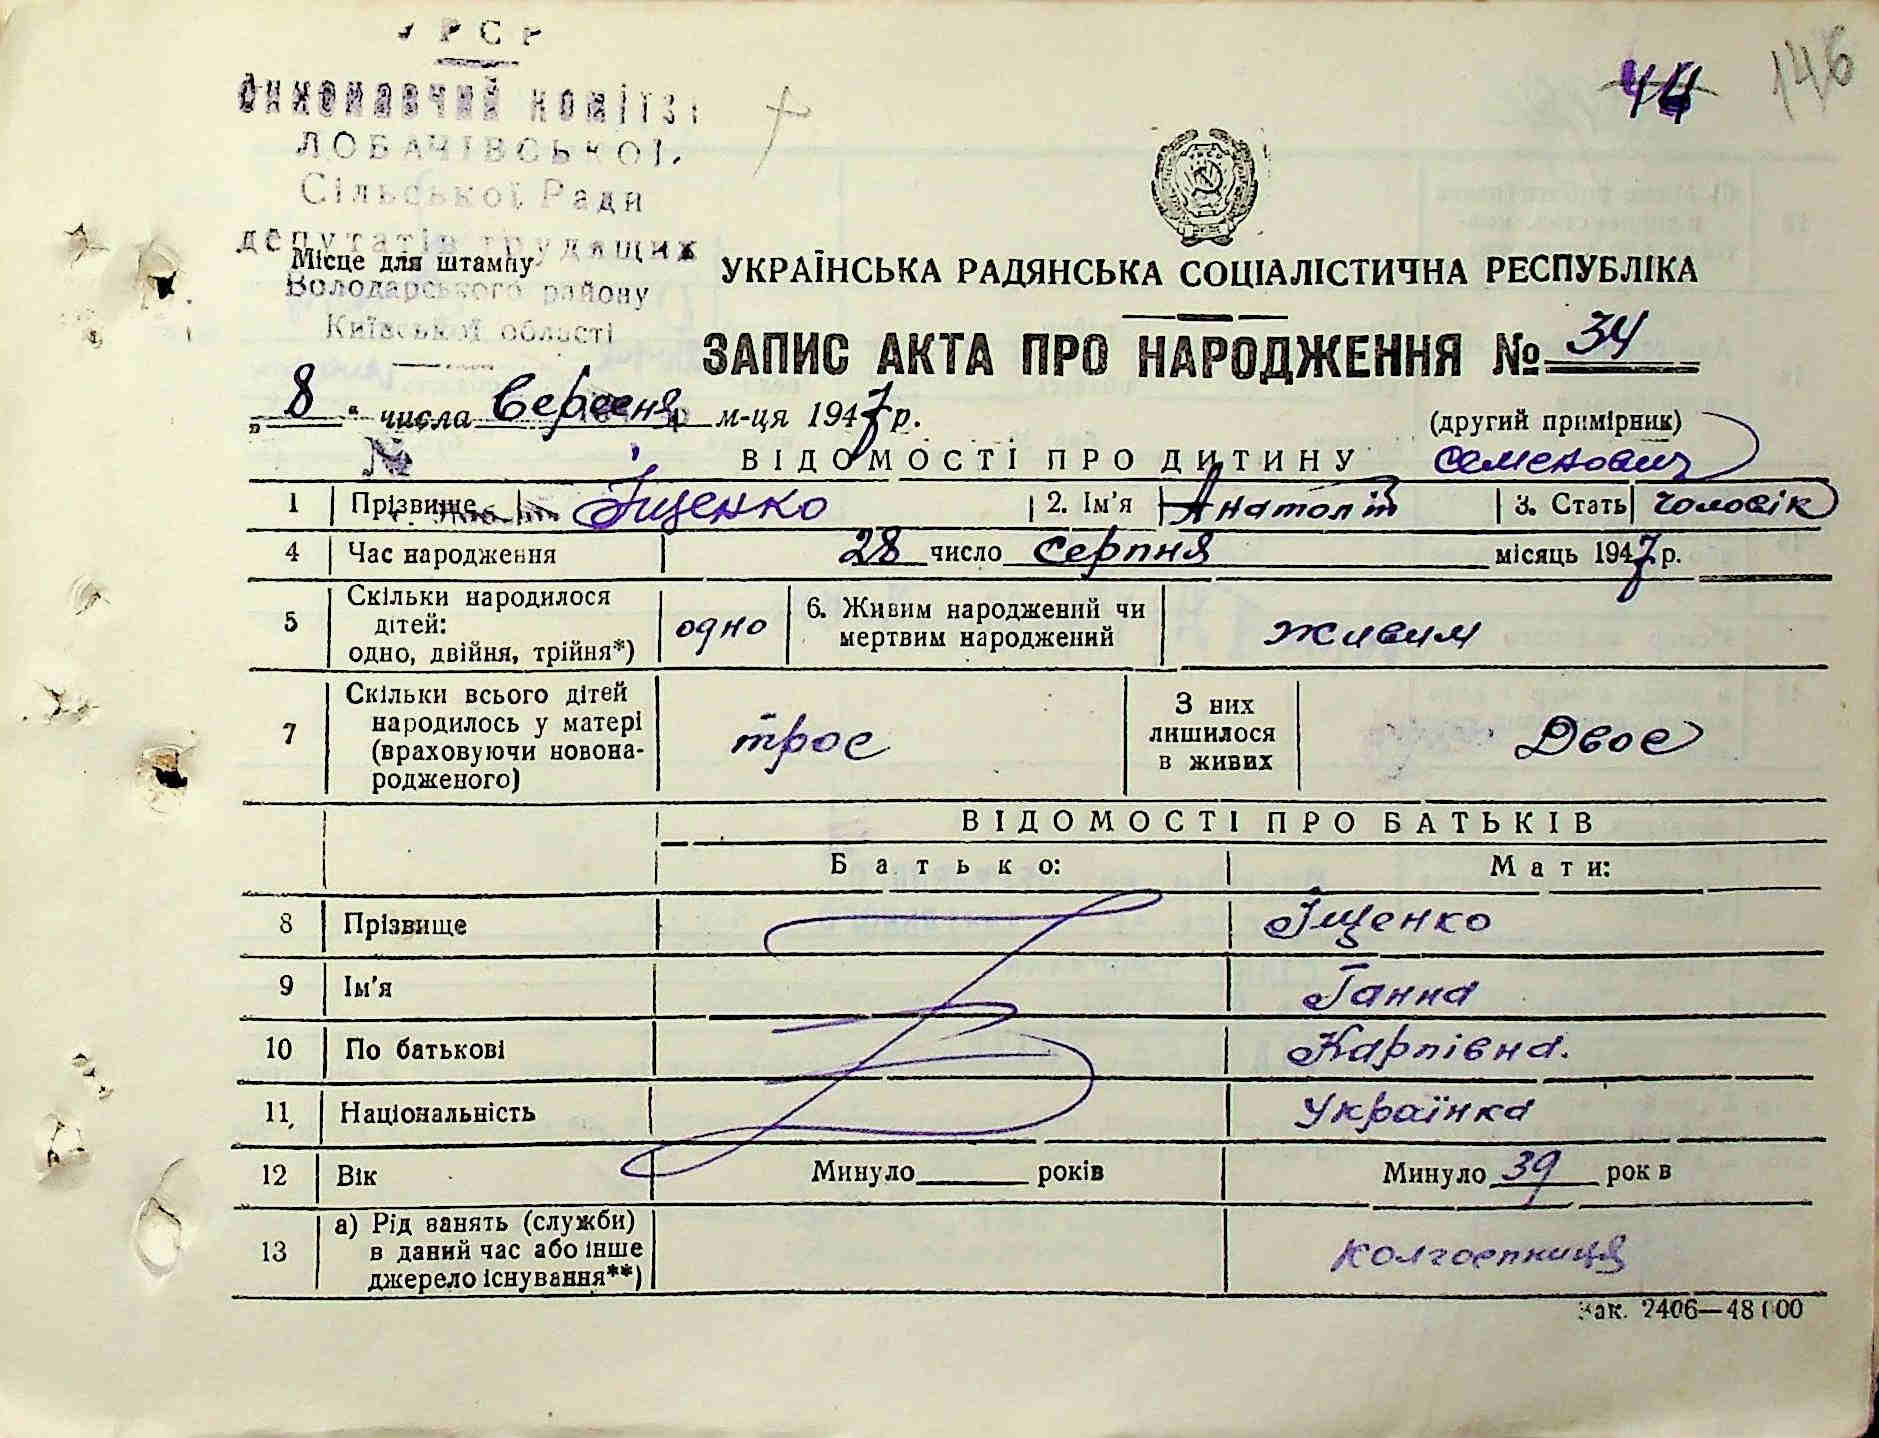 УРСР
Виконавчий комітет
ЛОБАЧІВСЬКОЇ
Сільської Ради
депутатів трудящих
Місце для штампу
Володарського району
Київської області
44
146
УКРАЇНСЬКА РАДЯНСЬКА СОЦІАЛІСТИЧНА РЕСПУБЛІКА
ЗАПИС АКТА ПРО НАРОДЖЕННЯ № 34
„8“ числа Вересня м-ця 1947 р.
(другий примірник)
№
ВІДОМОСТІ ПРО ДИТИНУ Семенович
1 Прізвище Іщенко 2. Ім'я Анатолій 3. Стать чоловік
4 Час народження 28 число Серпня місяць 1947 р.
5 Скільки народилося дітей: одно, двійня, трійня*) одно 6. Живим народжений чи мертвим народжений живим
7 Скільки всього дітей народилось у матері (враховуючи новонародженого) троє З них лишилося в живих Двоє
ВІДОМОСТІ ПРО БАТЬКІВ
Батько: Мати:
8 Прізвище Іщенко
9 Ім'я Ганна
10 По батькові Карпівна.
11 Національність Українка
12 Вік Минуло років Минуло 39 рок в
13 а) Рід занять (служби) в даний час або інше джерело існування**) колгоспниця
Зак. 2406—48 000